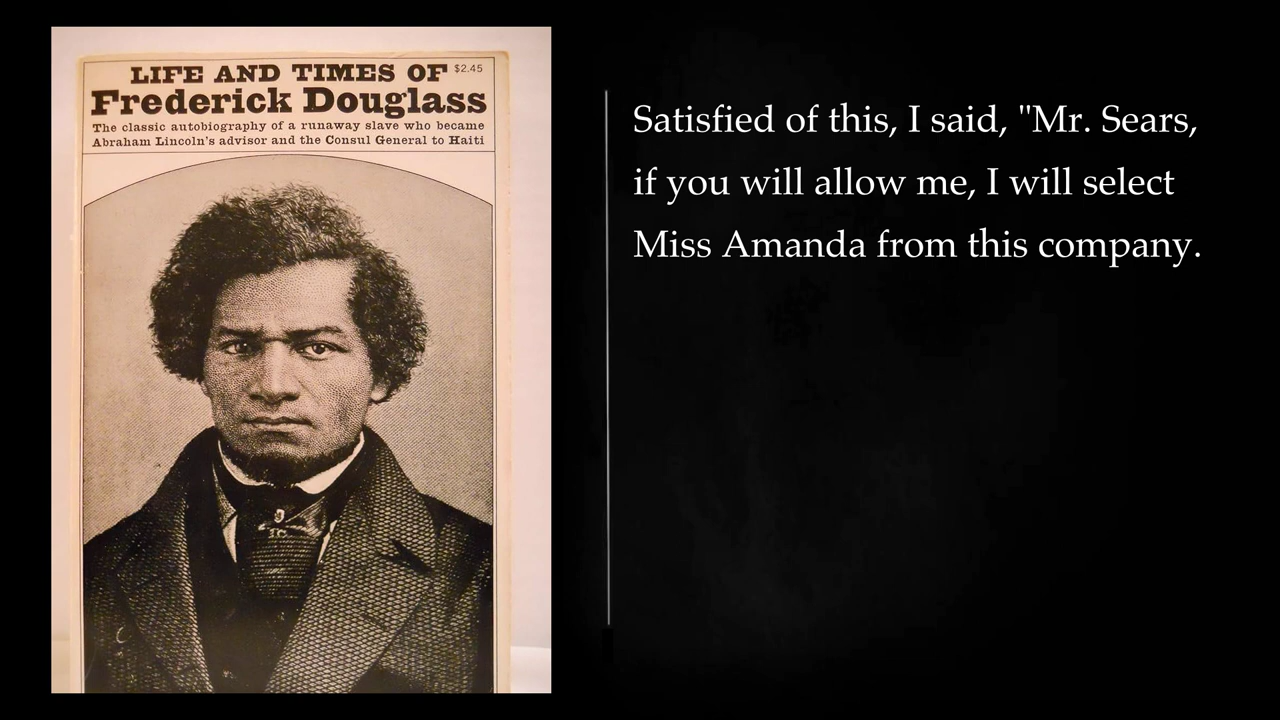 LIFE AND TIMES OF $2.45
Frederick Douglass
The classic autobiography of a runaway slave who became
Abraham Lincoln's advisor and the Consul General to Haiti
Satisfied of this, I said, "Mr. Sears,
if you will allow me, I will select
Miss Amanda from this company.